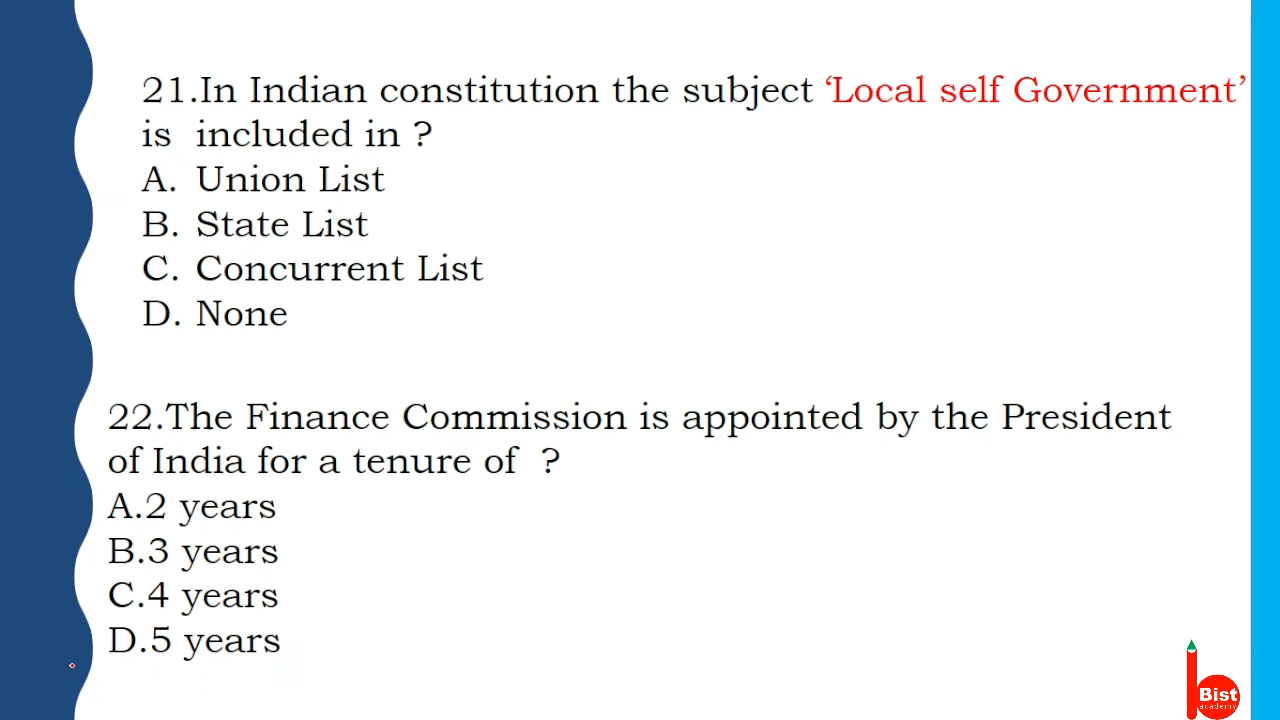 21.In Indian constitution the subject ‘Local self Government’
is included in ?
A. Union List
B. State List
C. Concurrent List
D. None
22.The Finance Commission is appointed by the President
of India for a tenure of ?
A.2 years
B.3 years
C.4 years
D.5 years
Bist
academy